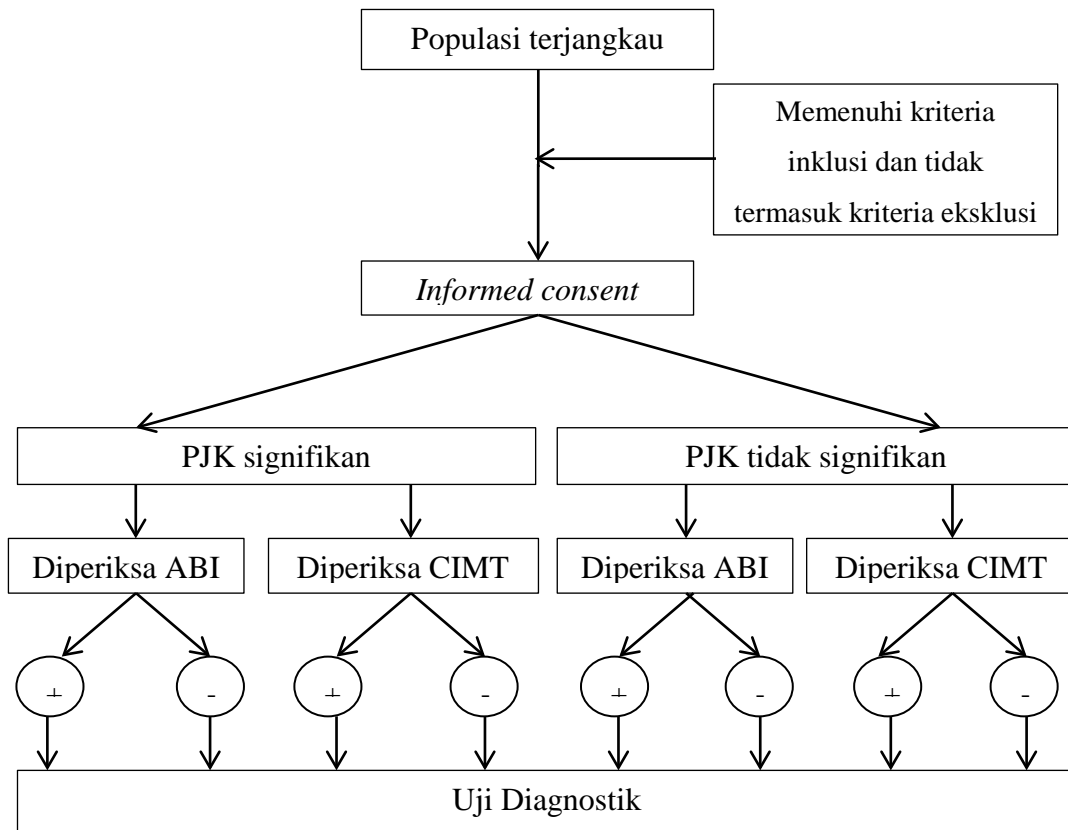 Populasi terjangkau
Memenuhi kriteria
inklusi dan tidak
termasuk kriteria eksklusi
Informed consent
PJK signifikan
PJK tidak signifikan
Diperiksa ABI
Diperiksa CIMT
Diperiksa ABI
Diperiksa CIMT
+
-
+
-
+
-
+
-
Uji Diagnostik